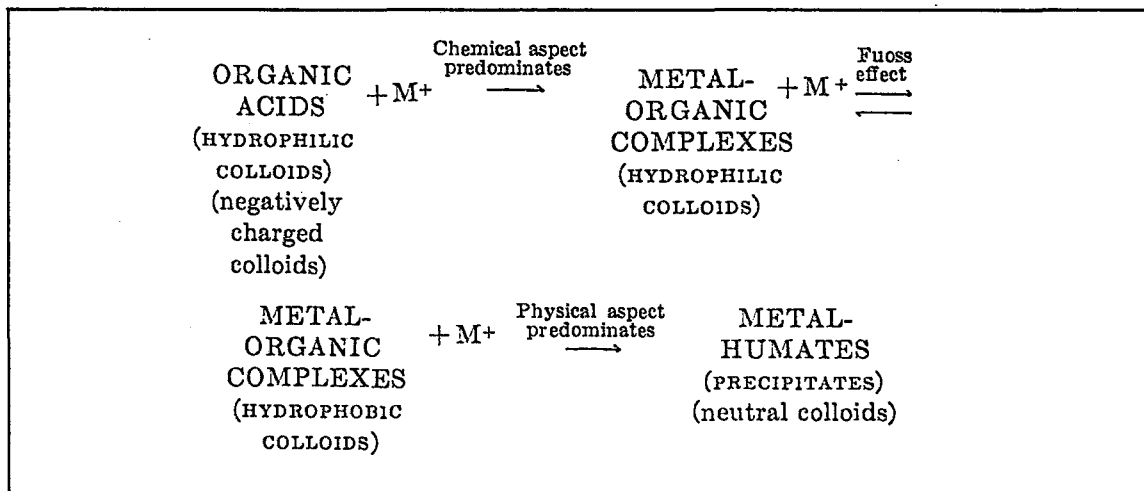 Chemical aspect
predominates
Fuoss
effect
ORGANIC
ACIDS
+ M⁺
METAL-
ORGANIC
COMPLEXES
+ M⁺
(HYDROPHILIC
COLLOIDS)
(negatively
charged
colloids)
(HYDROPHILIC
COLLOIDS)
METAL-
ORGANIC
COMPLEXES
(HYDROPHOBIC
COLLOIDS)
+ M⁺
Physical aspect
predominates
METAL-
HUMATES
(PRECIPITATES)
(neutral colloids)